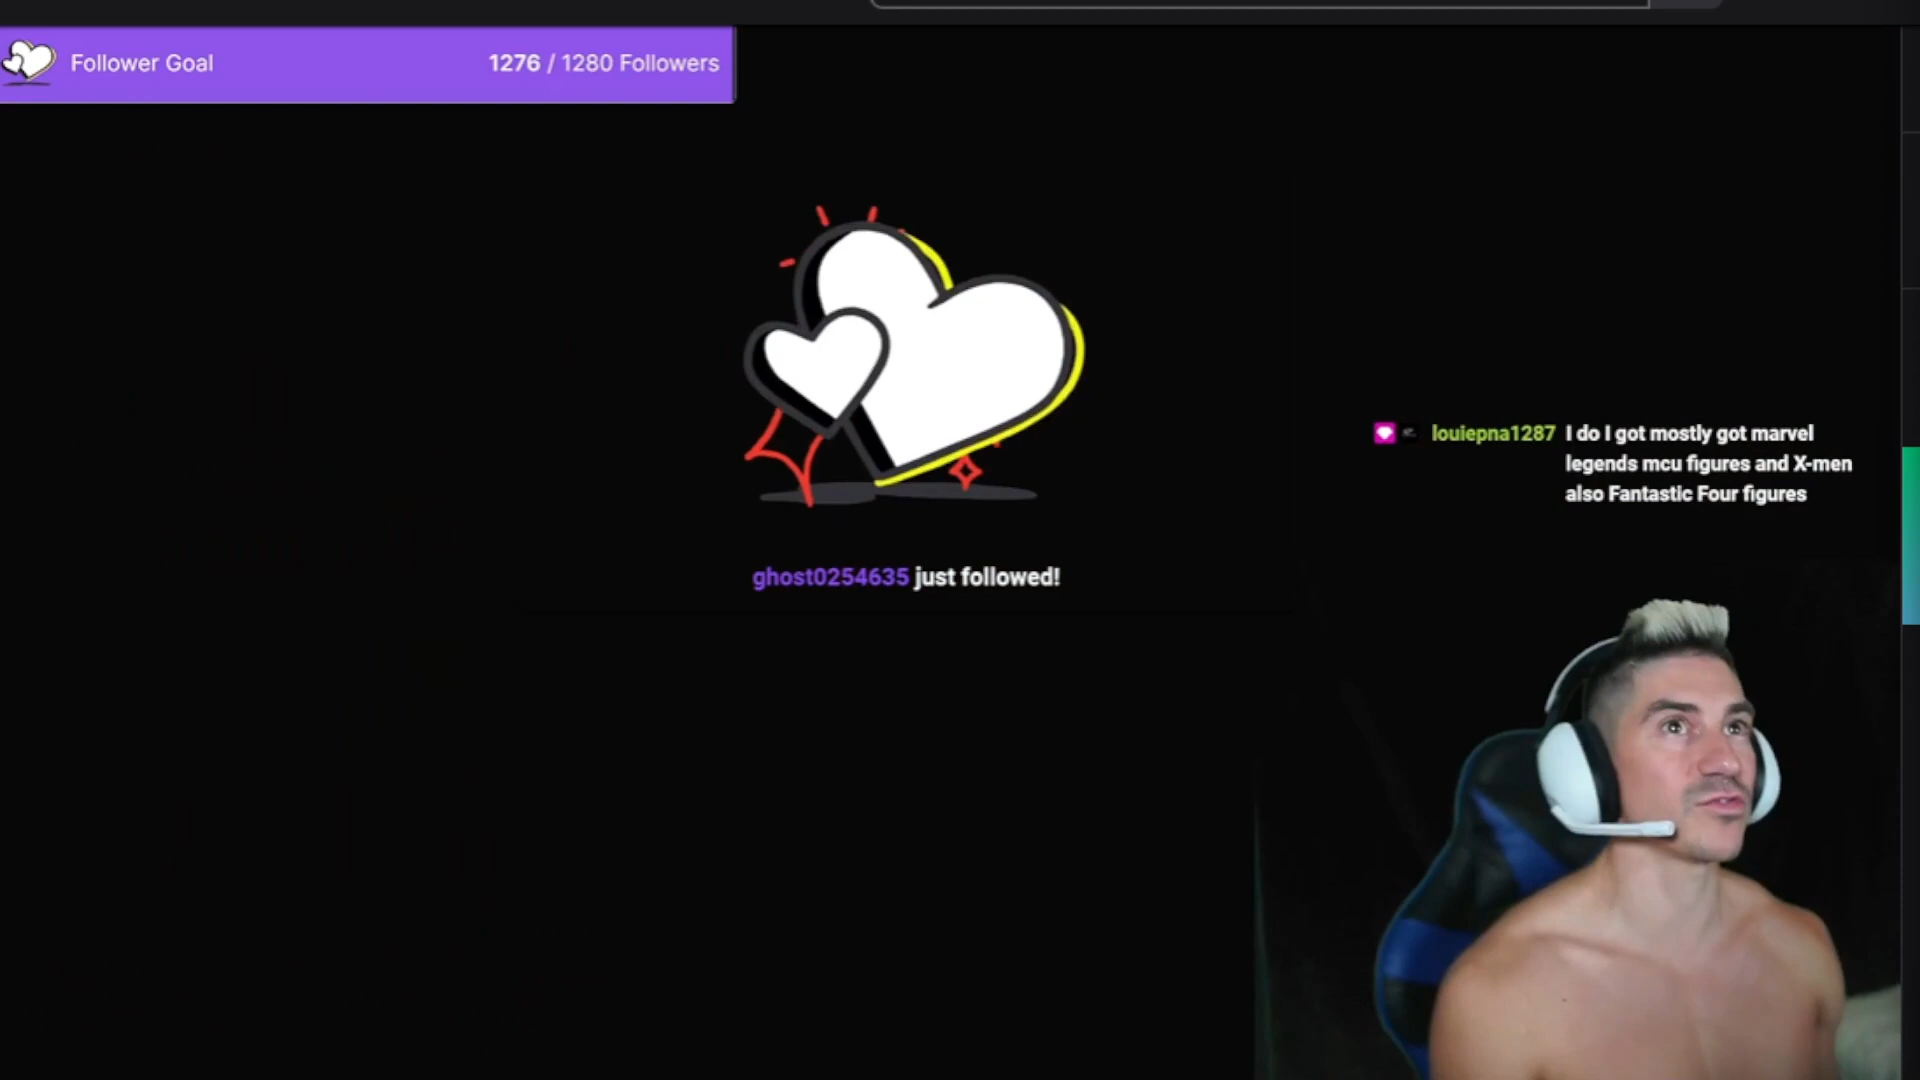 Follower Goal 1276 / 1280 Followers
louiepna1287 I do I got mostly got marvel
legends mcu figures and X-men
also Fantastic Four figures
ghost0254635 just followed!